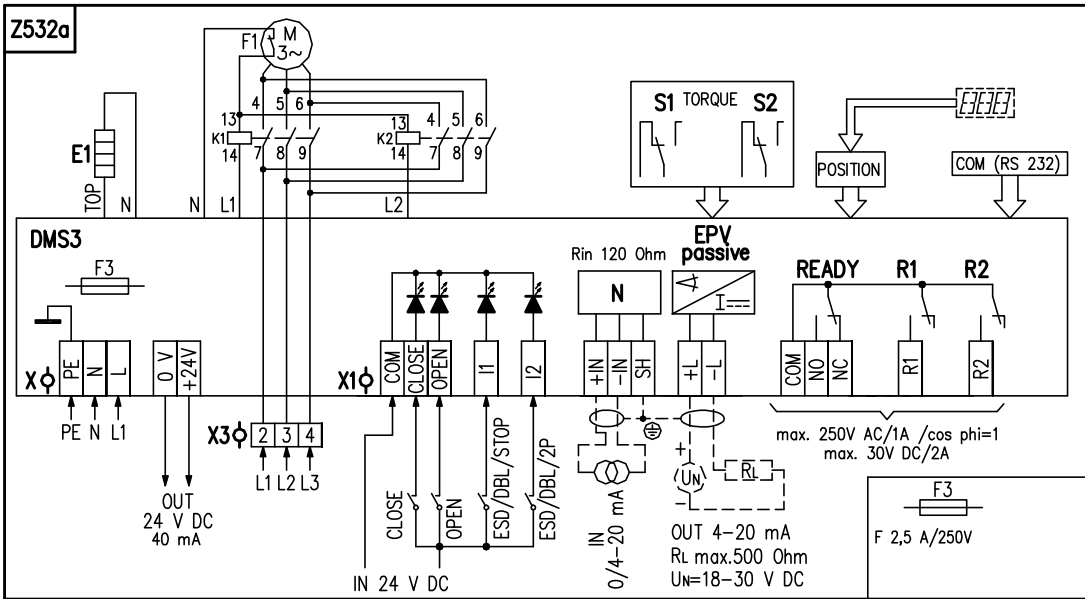 Z532a
F1
M
3~
4 5 6
13
K1
14
7 8 9
13
K2
14
4 5 6
7 8 9
E1
TOP
N
N
L1
L2
S1 TORQUE S2
POSITION
COM (RS 232)
DMS3
F3
X
PE
N
L
PE N L1
0 V
+24V
OUT
24 V DC
40 mA
X3
2 3 4
L1 L2 L3
X1
COM
CLOSE
OPEN
I1
I2
CLOSE
OPEN
ESD/DBL/STOP
ESD/DBL/2P
IN 24 V DC
Rin 120 Ohm
N
+IN
-IN
SH
IN
0/4-20 mA
EPV
passive
I
+L
-L
+
UN
-
RL
OUT 4-20 mA
RL max.500 Ohm
UN=18-30 V DC
READY R1 R2
COM
NO
NC
R1
R2
max. 250V AC/1A /cos phi=1
max. 30V DC/2A
F3
F 2,5 A/250V